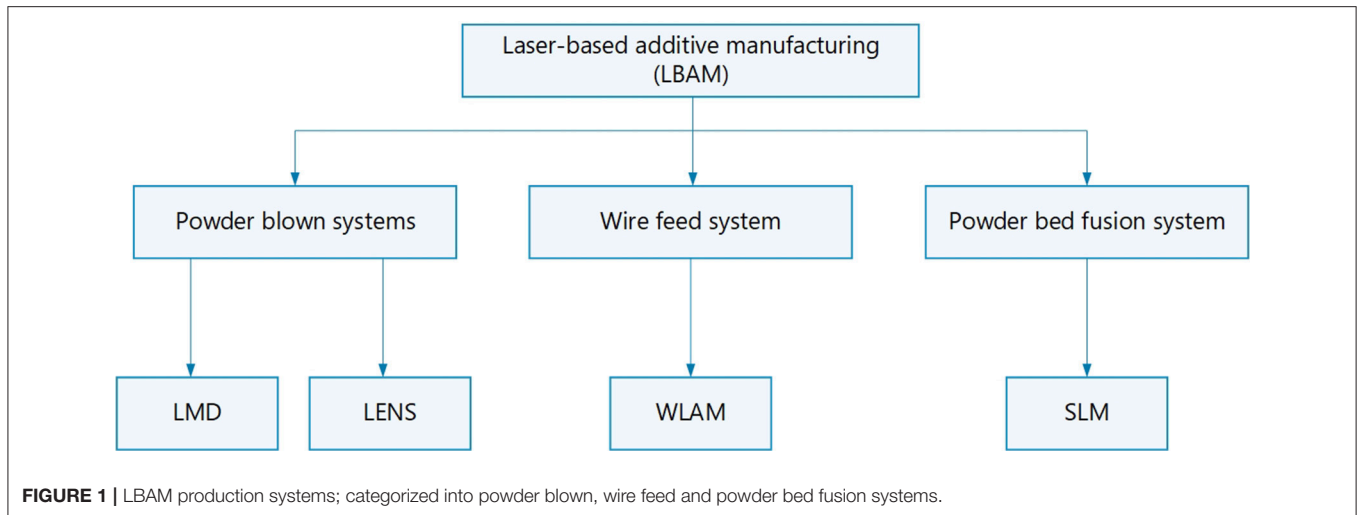 Laser-based additive manufacturing
(LBAM)
Powder blown systems
Wire feed system
Powder bed fusion system
LMD
LENS
WLAM
SLM
FIGURE 1 | LBAM production systems; categorized into powder blown, wire feed and powder bed fusion systems.